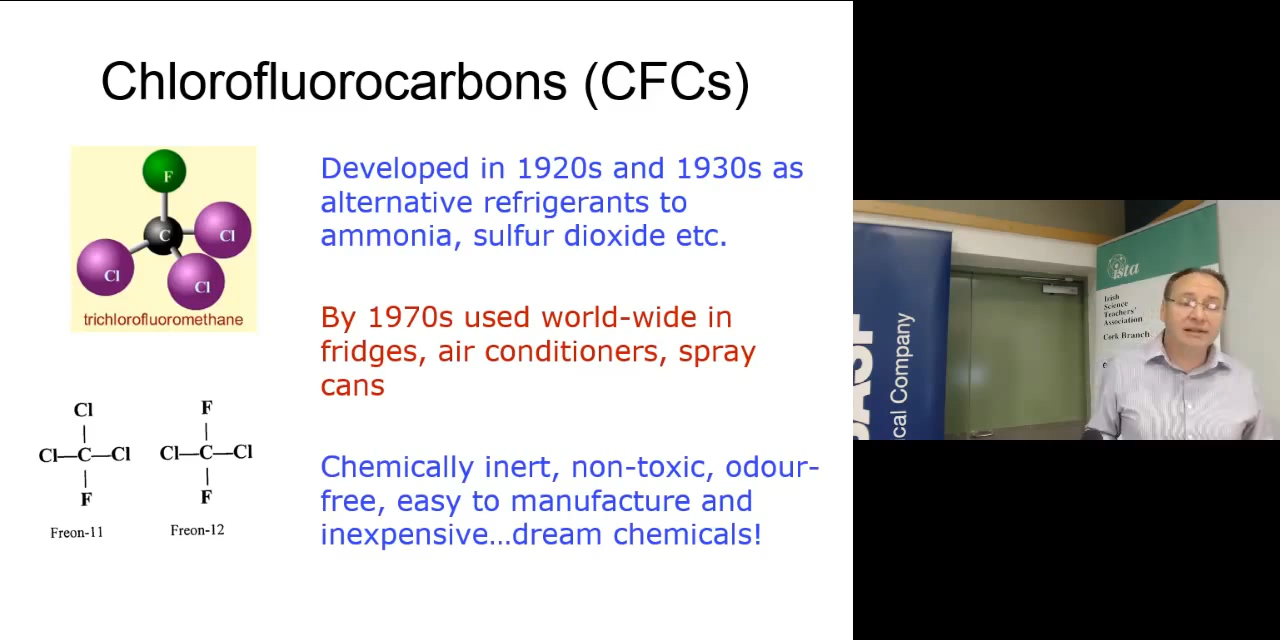 Chlorofluorocarbons (CFCs)
F
C
Cl
Cl
Cl
trichlorofluoromethane
Developed in 1920s and 1930s as
alternative refrigerants to
ammonia, sulfur dioxide etc.
By 1970s used world-wide in
fridges, air conditioners, spray
cans
Cl
Cl—C—Cl
F
Freon-11
F
Cl—C—Cl
F
Freon-12
Chemically inert, non-toxic, odour-
free, easy to manufacture and
inexpensive...dream chemicals!
ista
Irish
Science
Teachers'
Association
Cork Branch
cal Company